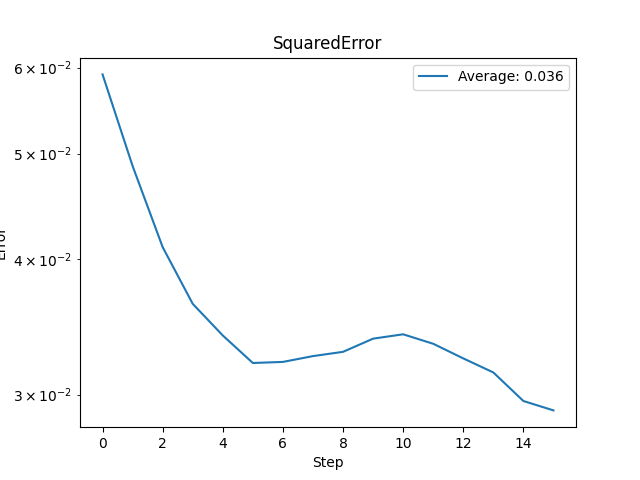 SquaredError
Average: 0.036
6 × 10⁻²
5 × 10⁻²
4 × 10⁻²
3 × 10⁻²
Error
0 2 4 6 8 10 12 14
Step